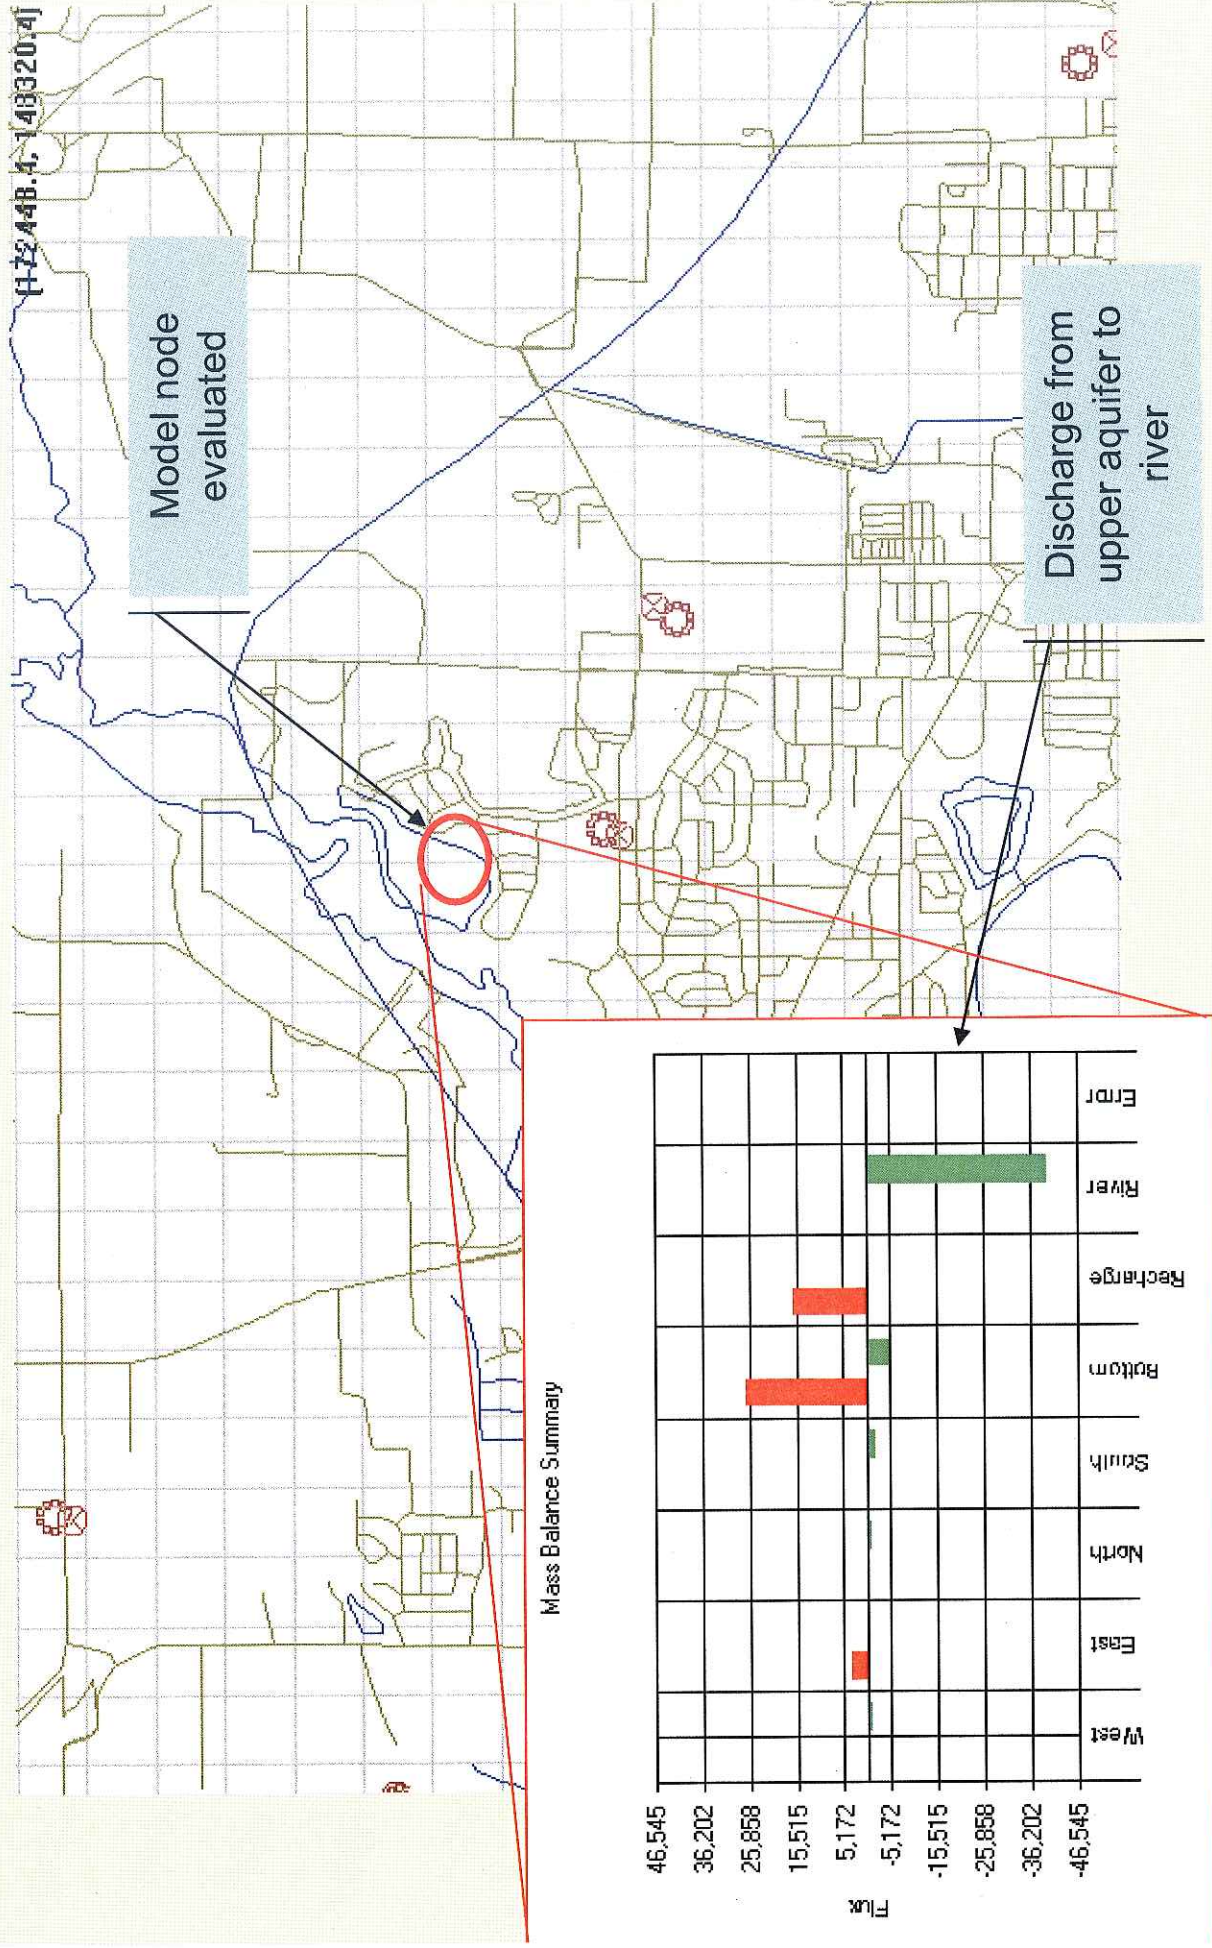 [172448.4, 148320.4]
Model node
evaluated
Discharge from
upper aquifer to
river
Mass Balance Summary
46,545
36,202
25,858
15,515
5,172
-5,172
-15,515
-25,858
-36,202
-46,545
Flux
West
East
North
South
Bottom
Recharge
River
Error